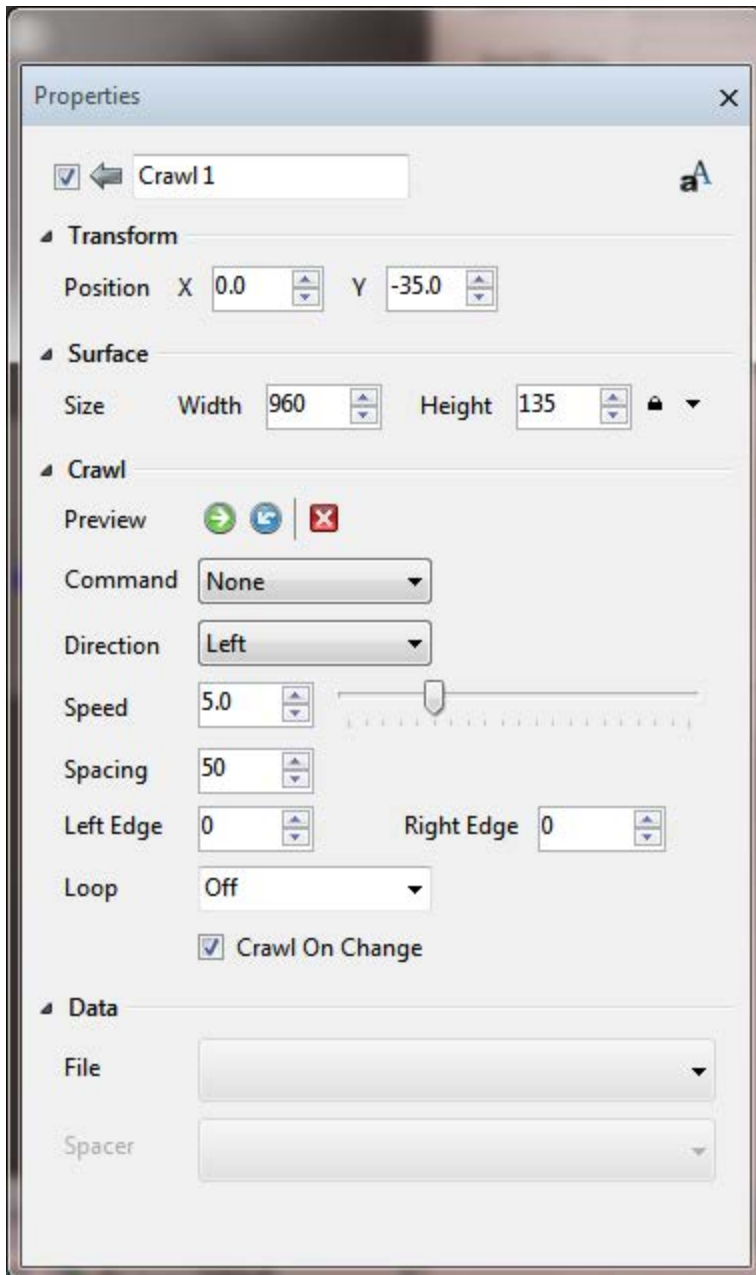 Properties
Crawl 1 aA
Transform
Position X 0.0 Y -35.0
Surface
Size Width 960 Height 135
Crawl
Preview
Command None
Direction Left
Speed 5.0
Spacing 50
Left Edge 0 Right Edge 0
Loop Off
Crawl On Change
Data
File
Spacer